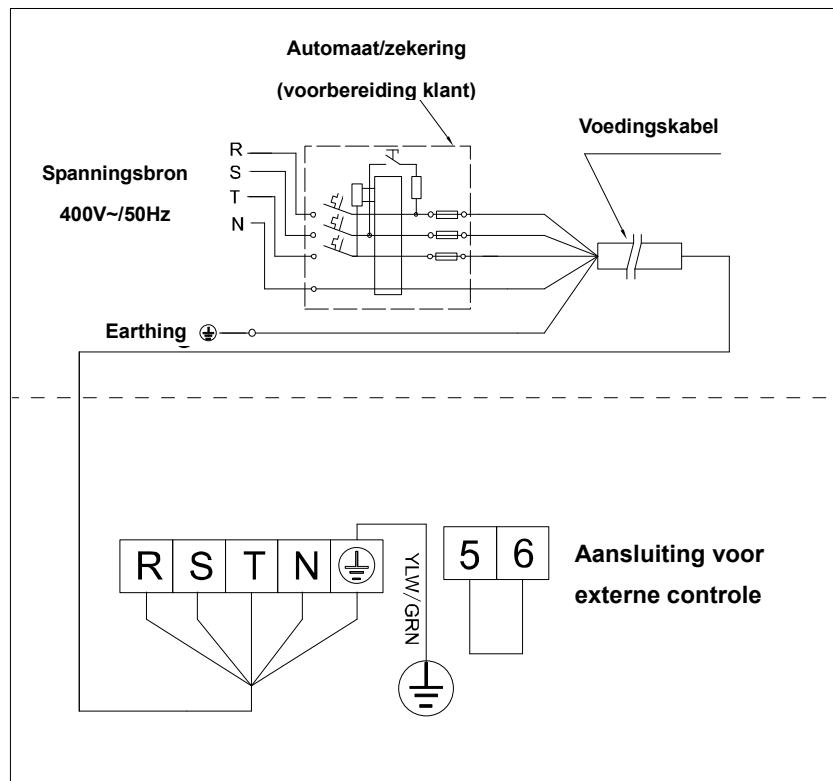 Automaat/zekering
(voorbereiding klant)
Voedingskabel
Spanningsbron
400V~/50Hz
R
S
T
N
Earthing
R S T N
YLW/GRN
5 6
Aansluiting voor
externe controle